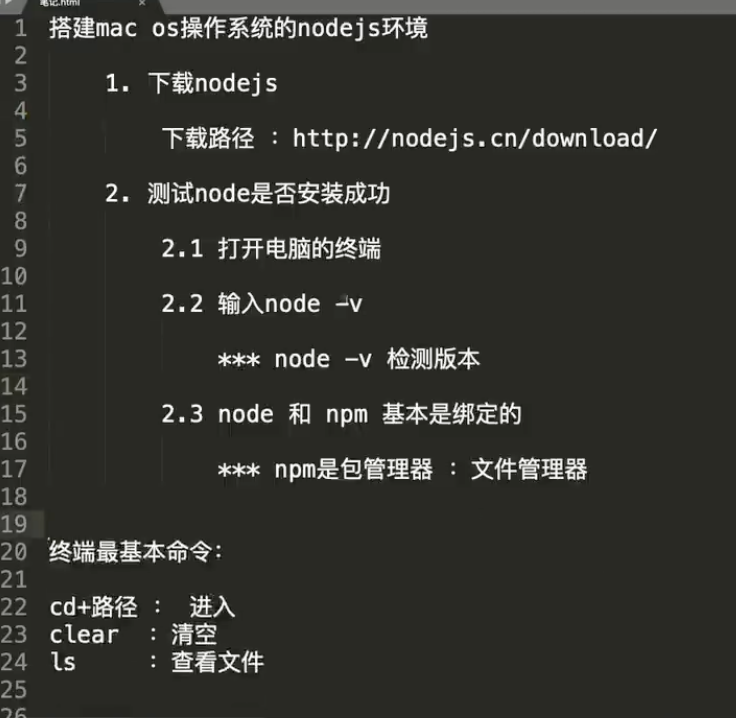 笔记.html
1 搭建mac os操作系统的nodejs环境
2
3 1. 下载nodejs
4
5 下载路径 : http://nodejs.cn/download/
6
7 2. 测试node是否安装成功
8
9 2.1 打开电脑的终端
10
11 2.2 输入node -v
12
13 *** node -v 检测版本
14
15 2.3 node 和 npm 基本是绑定的
16
17 *** npm是包管理器 : 文件管理器
18
19
20 终端最基本命令:
21
22 cd+路径 : 进入
23 clear : 清空
24 ls : 查看文件
25
26